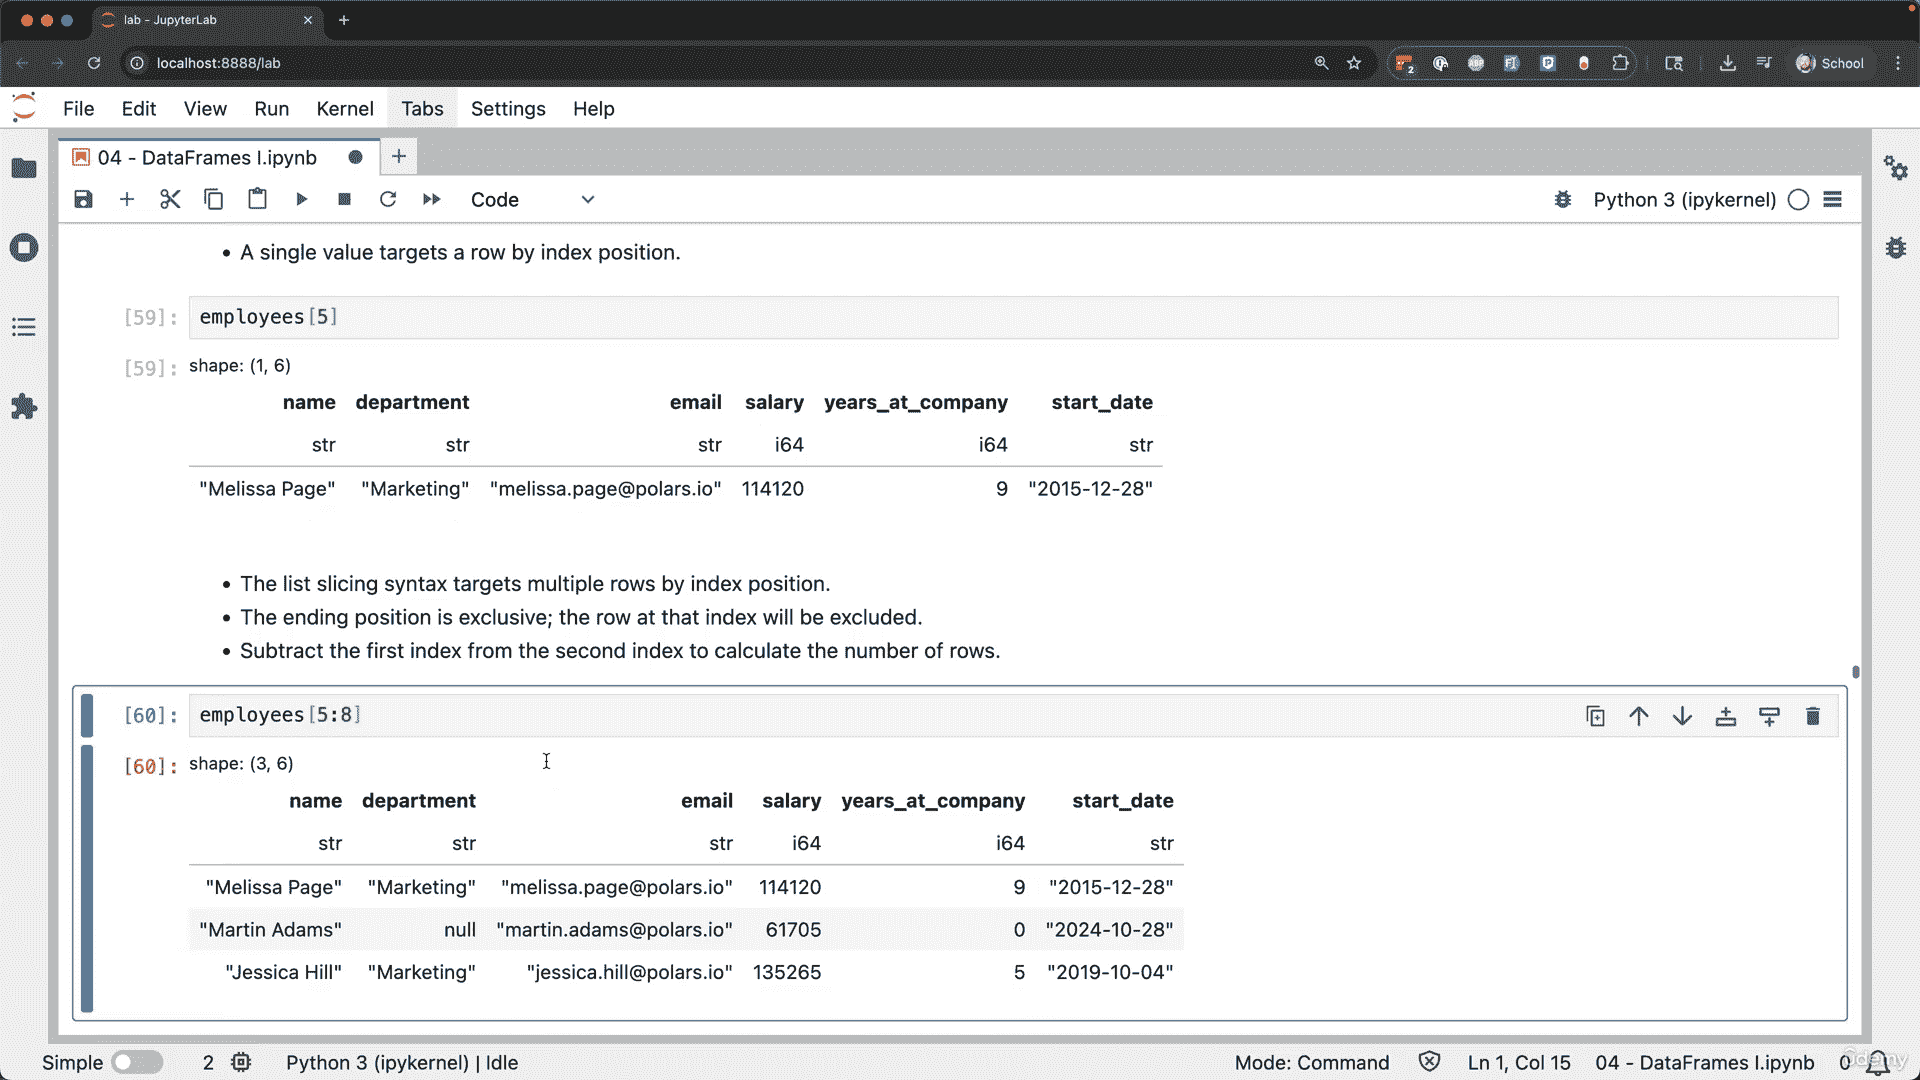 lab - JupyterLab
localhost:8888/lab
2
ABP
School
File Edit View Run Kernel Tabs Settings Help
04 - DataFrames I.ipynb
Code
Python 3 (ipykernel)
• A single value targets a row by index position.
[59]: employees[5]
[59]: shape: (1, 6)
name department email salary years_at_company start_date
str str str i64 i64 str
"Melissa Page" "Marketing" "melissa.page@polars.io" 114120 9 "2015-12-28"
• The list slicing syntax targets multiple rows by index position.
• The ending position is exclusive; the row at that index will be excluded.
• Subtract the first index from the second index to calculate the number of rows.
[60]: employees[5:8]
[60]: shape: (3, 6)
name department email salary years_at_company start_date
str str str i64 i64 str
"Melissa Page" "Marketing" "melissa.page@polars.io" 114120 9 "2015-12-28"
"Martin Adams" null "martin.adams@polars.io" 61705 0 "2024-10-28"
"Jessica Hill" "Marketing" "jessica.hill@polars.io" 135265 5 "2019-10-04"
Simple 2 Python 3 (ipykernel) | Idle Mode: Command Ln 1, Col 15 04 - DataFrames I.ipynb 0
udemy